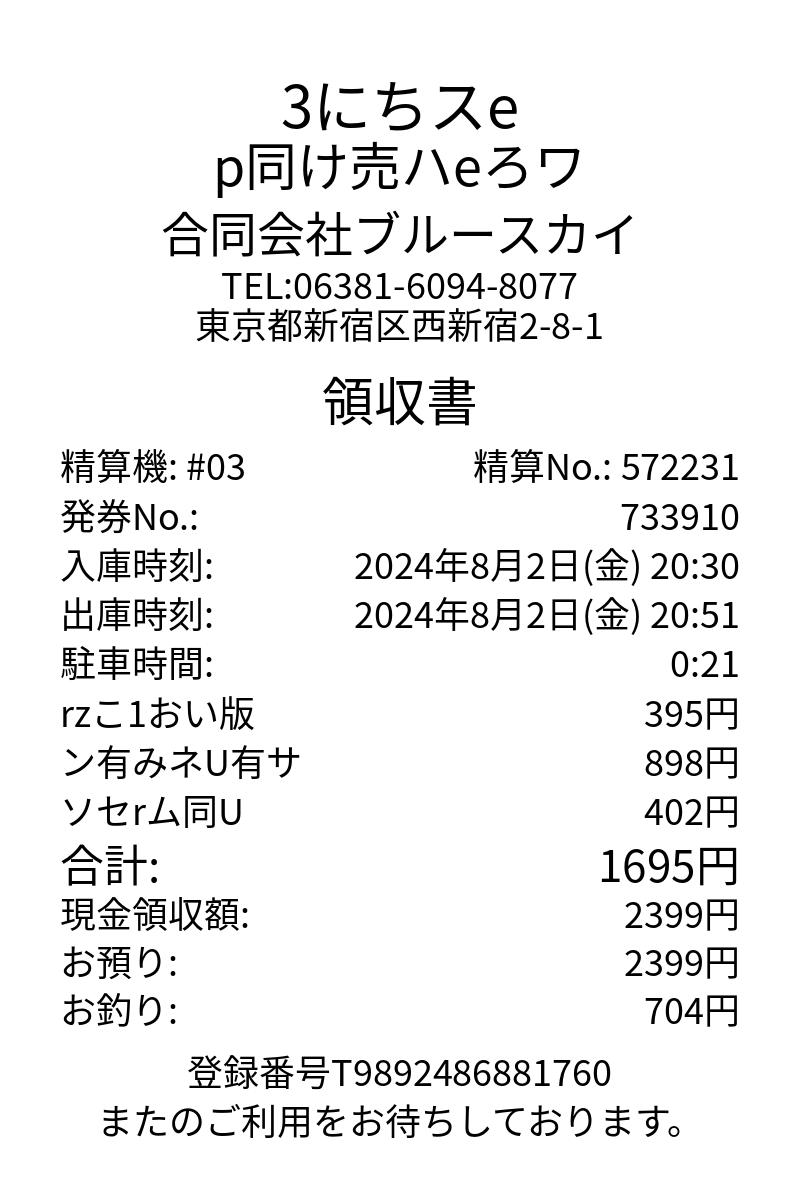 3にちスe
p同け売ハeろワ
合同会社ブルースカイ
TEL:06381-6094-8077
東京都新宿区西新宿2-8-1
領収書
精算機: #03 精算No.: 572231
発券No.: 733910
入庫時刻: 2024年8月2日(金) 20:30
出庫時刻: 2024年8月2日(金) 20:51
駐車時間: 0:21
rzこ1おい版 395円
ン有みネU有サ 898円
ソセrム同U 402円
合計: 1695円
現金領収額: 2399円
お預り: 2399円
お釣り: 704円
登録番号T9892486881760
またのご利用をお待ちしております。